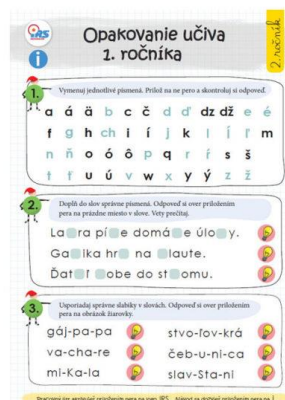 iRS
Opakovanie učiva
1. ročníka
2. ročník
i
1.
Vymenuj jednotlivé písmená. Prilož na ne pero a skontroluj si odpoveď.
a á ä b c č d ď dz dž e é
f g h ch i í j k l ĺ ľ m
n ň o ó ô p q r ŕ s š
t ť u ú v w x y ý z ž
2.
Doplň do slov správne písmená. Odpoveď si over priložením
pera na prázdne miesto v slove. Vety prečítaj.
La ra pí e domá e úlo y.
Ga ka hr na laute.
Ďat obe do st omu.
3.
Usporiadaj správne slabiky v slovách. Odpoveď si over priložením
pera na obrázok žiarovky.
gáj-pa-pa
stvo-ľov-krá
va-cha-re
čeb-u-ni-ca
mi-Ka-la
slav-Sta-ni